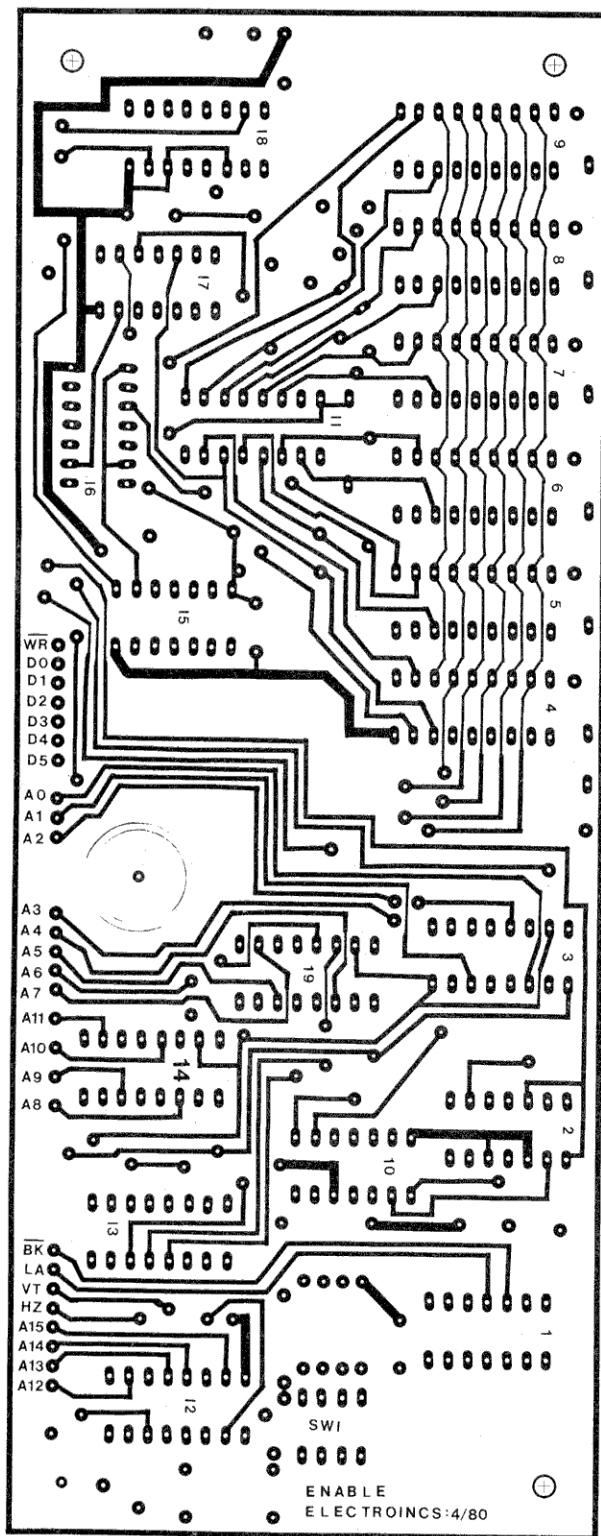 18
9
17
8
7
11
16
6
15
5
4
WR
D0
D1
D2
D3
D4
D5
A0
A1
A2
A3
A4
A5
A6
A7
19
3
A11
A10
A9
A8
14
2
10
13
BK
LA
VT
HZ
A15
A14
A13
A12
1
12
SW1
ENABLE
ELECTROINCS:4/80